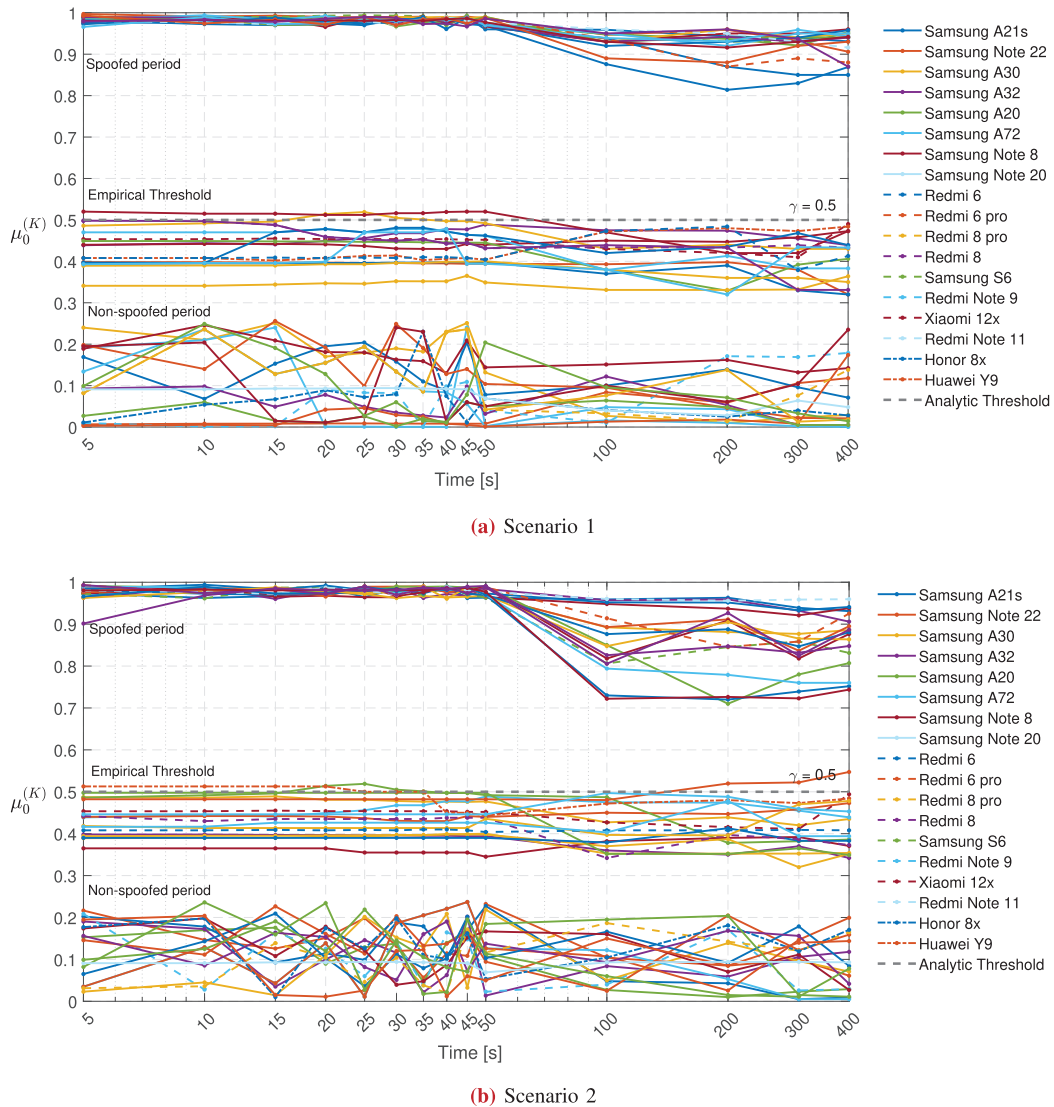 1
0.9
0.8
0.7
0.6
0.5
0.4
0.3
0.2
0.1
0
μ₀⁽ᴷ⁾
Spoofed period
Empirical Threshold
γ = 0.5
Non-spoofed period
5
10
15
20
25
30
35
40
45
50
100
200
300
400
Time [s]
Samsung A21s
Samsung Note 22
Samsung A30
Samsung A32
Samsung A20
Samsung A72
Samsung Note 8
Samsung Note 20
Redmi 6
Redmi 6 pro
Redmi 8 pro
Redmi 8
Samsung S6
Redmi Note 9
Xiaomi 12x
Redmi Note 11
Honor 8x
Huawei Y9
Analytic Threshold
(a) Scenario 1
1
0.9
0.8
0.7
0.6
0.5
0.4
0.3
0.2
0.1
0
μ₀⁽ᴷ⁾
Spoofed period
Empirical Threshold
γ = 0.5
Non-spoofed period
5
10
15
20
25
30
35
40
45
50
100
200
300
400
Time [s]
Samsung A21s
Samsung Note 22
Samsung A30
Samsung A32
Samsung A20
Samsung A72
Samsung Note 8
Samsung Note 20
Redmi 6
Redmi 6 pro
Redmi 8 pro
Redmi 8
Samsung S6
Redmi Note 9
Xiaomi 12x
Redmi Note 11
Honor 8x
Huawei Y9
Analytic Threshold
(b) Scenario 2